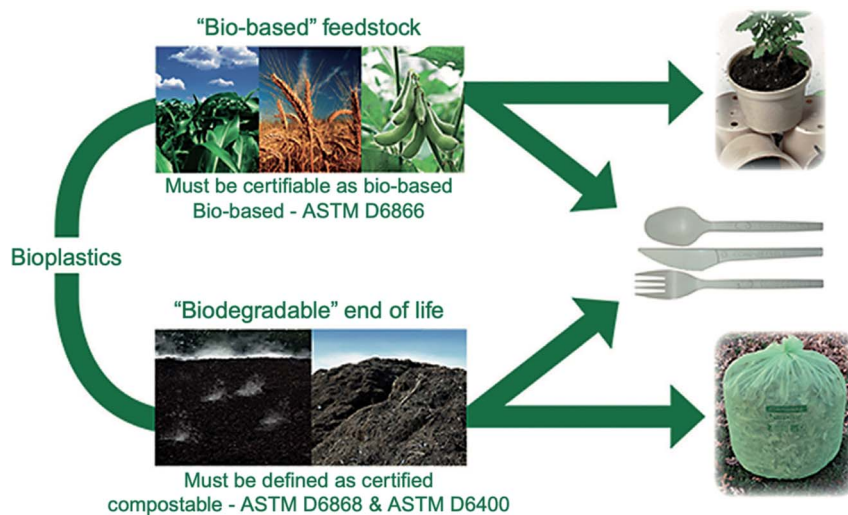 “Bio-based” feedstock
Must be certifiable as bio-based
Bio-based - ASTM D6866
Bioplastics
“Biodegradable” end of life
Must be defined as certified
compostable - ASTM D6868 & ASTM D6400